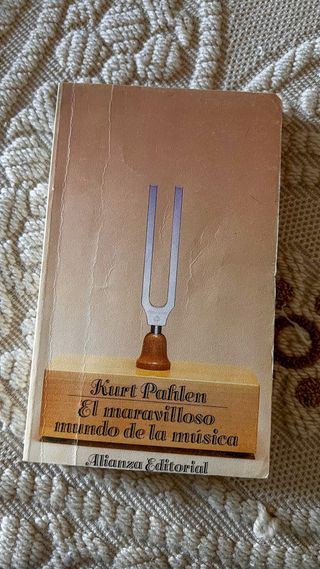 Kurt Pahlen
El maravilloso
mundo de la música
Alianza Editorial